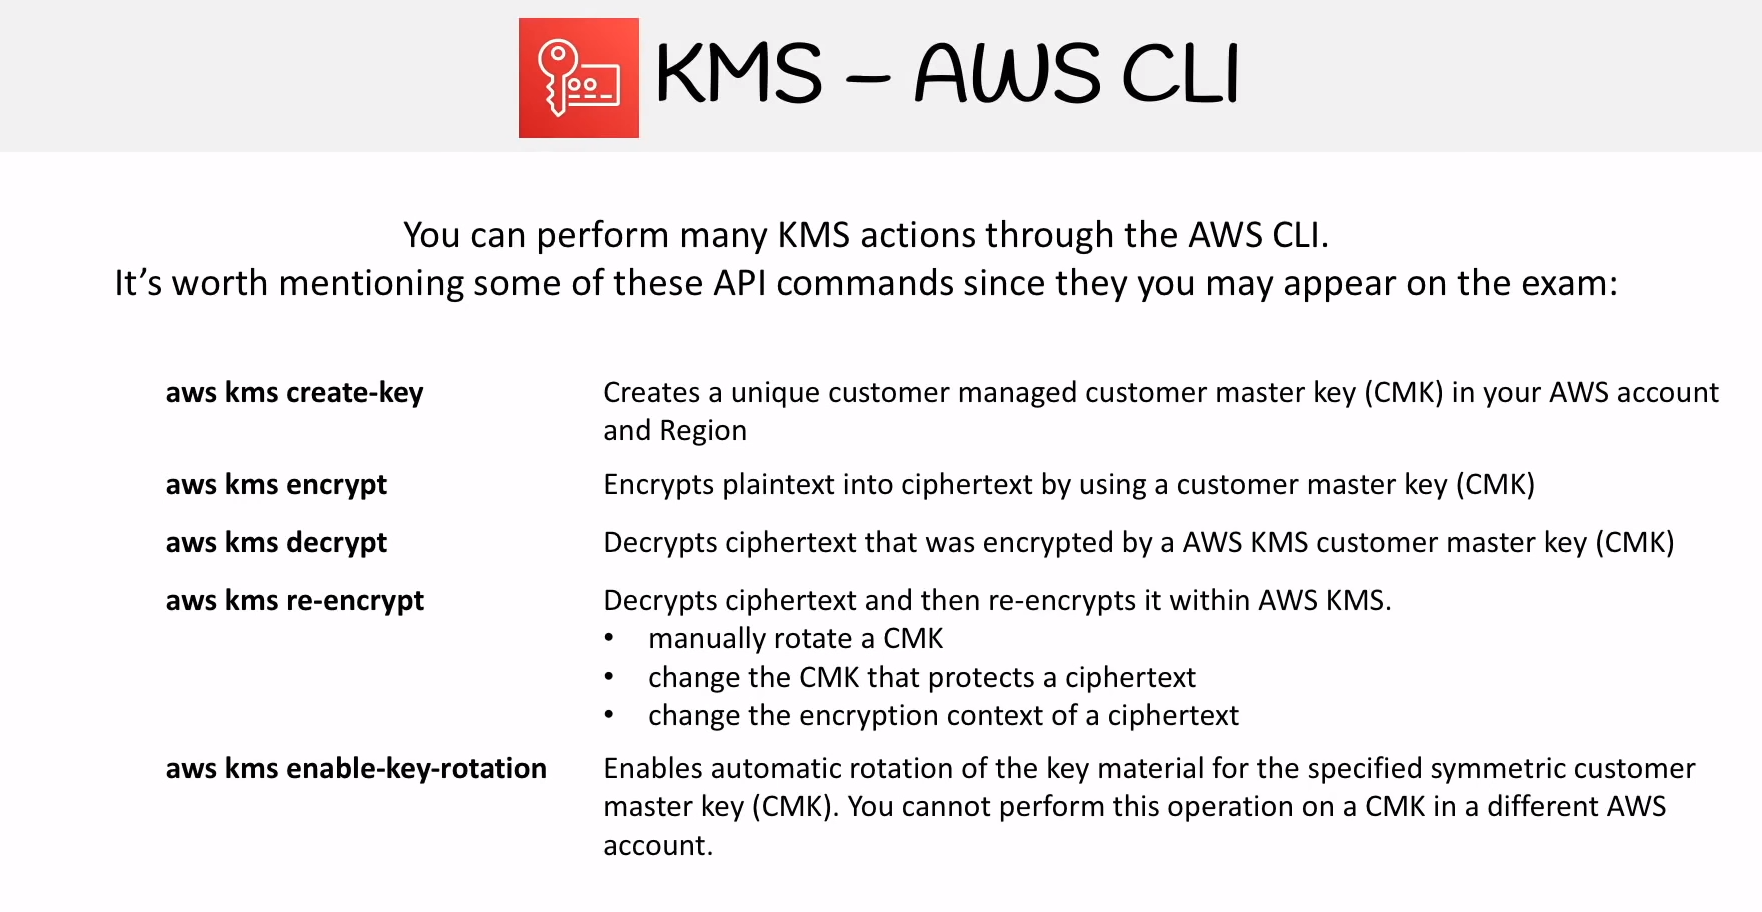 KMS – AWS CLI
You can perform many KMS actions through the AWS CLI.
It’s worth mentioning some of these API commands since they you may appear on the exam:
aws kms create-key
Creates a unique customer managed customer master key (CMK) in your AWS account
and Region
aws kms encrypt
Encrypts plaintext into ciphertext by using a customer master key (CMK)
aws kms decrypt
Decrypts ciphertext that was encrypted by a AWS KMS customer master key (CMK)
aws kms re-encrypt
Decrypts ciphertext and then re-encrypts it within AWS KMS.
• manually rotate a CMK
• change the CMK that protects a ciphertext
• change the encryption context of a ciphertext
aws kms enable-key-rotation
Enables automatic rotation of the key material for the specified symmetric customer
master key (CMK). You cannot perform this operation on a CMK in a different AWS
account.